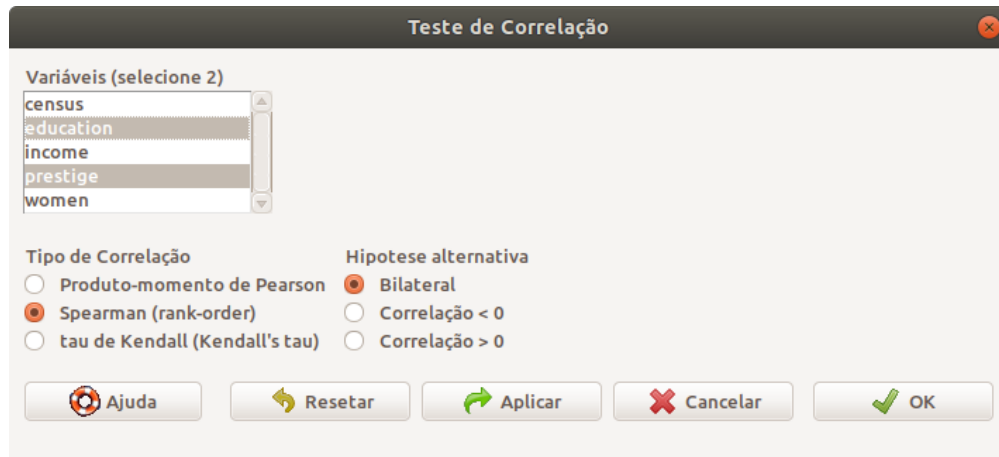 Teste de Correlação
Variáveis (selecione 2)
census
education
income
prestige
women
Tipo de Correlação
Produto-momento de Pearson
Spearman (rank-order)
tau de Kendall (Kendall's tau)
Hipotese alternativa
Bilateral
Correlação < 0
Correlação > 0
Ajuda
Resetar
Aplicar
Cancelar
OK